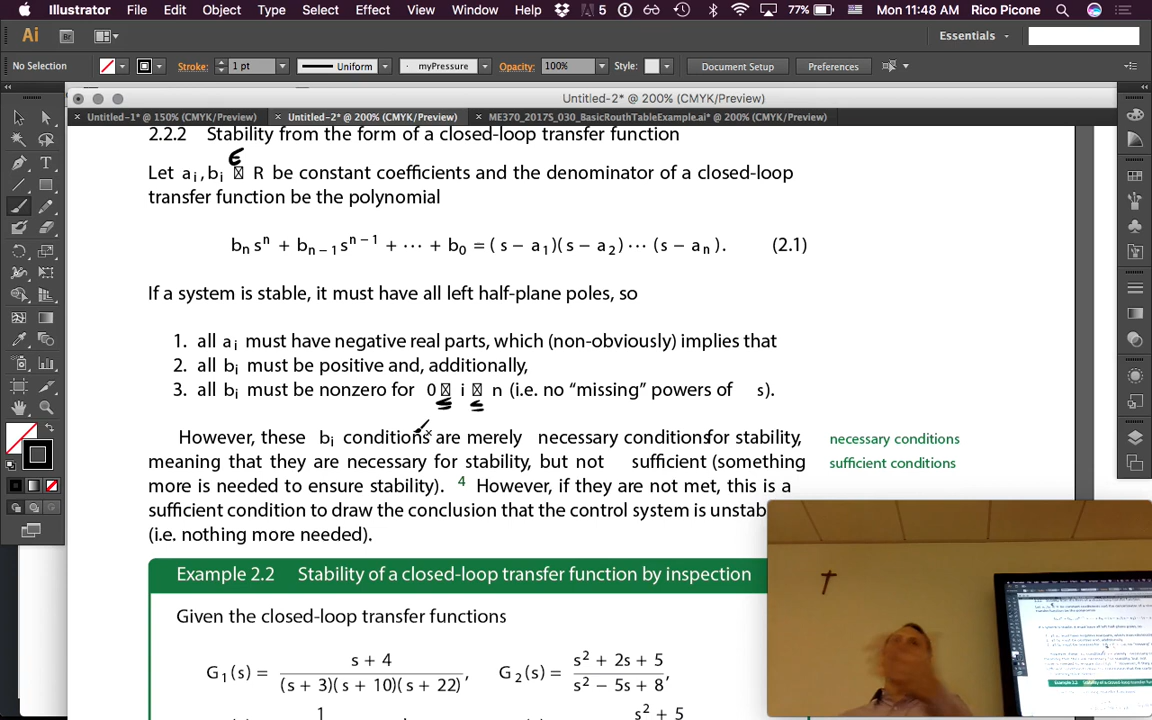 Illustrator File Edit Object Type Select Effect View Window Help 5 77% Mon 11:48 AM Rico Picone
Ai Br Essentials
No Selection Stroke: 1 pt Uniform myPressure Opacity: 100% Style: Document Setup Preferences
Untitled-2* @ 200% (CMYK/Preview)
Untitled-1* @ 150% (CMYK/Preview) Untitled-2* @ 200% (CMYK/Preview) ME370_2017S_030_BasicRouthTableExample.ai* @ 200% (CMYK/Preview)
2.2.2 Stability from the form of a closed-loop transfer function
∈
Let a_i, b_i R be constant coefficients and the denominator of a closed-loop
transfer function be the polynomial
b_n s^n + b_{n-1} s^{n-1} + ··· + b_0 = (s − a_1)(s − a_2) ··· (s − a_n). (2.1)
If a system is stable, it must have all left half-plane poles, so
1. all a_i must have negative real parts, which (non-obviously) implies that
2. all b_i must be positive and, additionally,
3. all b_i must be nonzero for 0 ≤ i ≤ n (i.e. no “missing” powers of s).
However, these b_i conditions are merely necessary conditions for stability, necessary conditions
meaning that they are necessary for stability, but not sufficient (something sufficient conditions
more is needed to ensure stability). 4 However, if they are not met, this is a
sufficient condition to draw the conclusion that the control system is unstab
(i.e. nothing more needed).
Example 2.2 Stability of a closed-loop transfer function by inspection
Given the closed-loop transfer functions
G_1(s) = s + 4 / (s + 3)(s + 10)(s + 22), G_2(s) = s^2 + 2s + 5 / s^2 − 5s + 8,
1 s^2 + 5